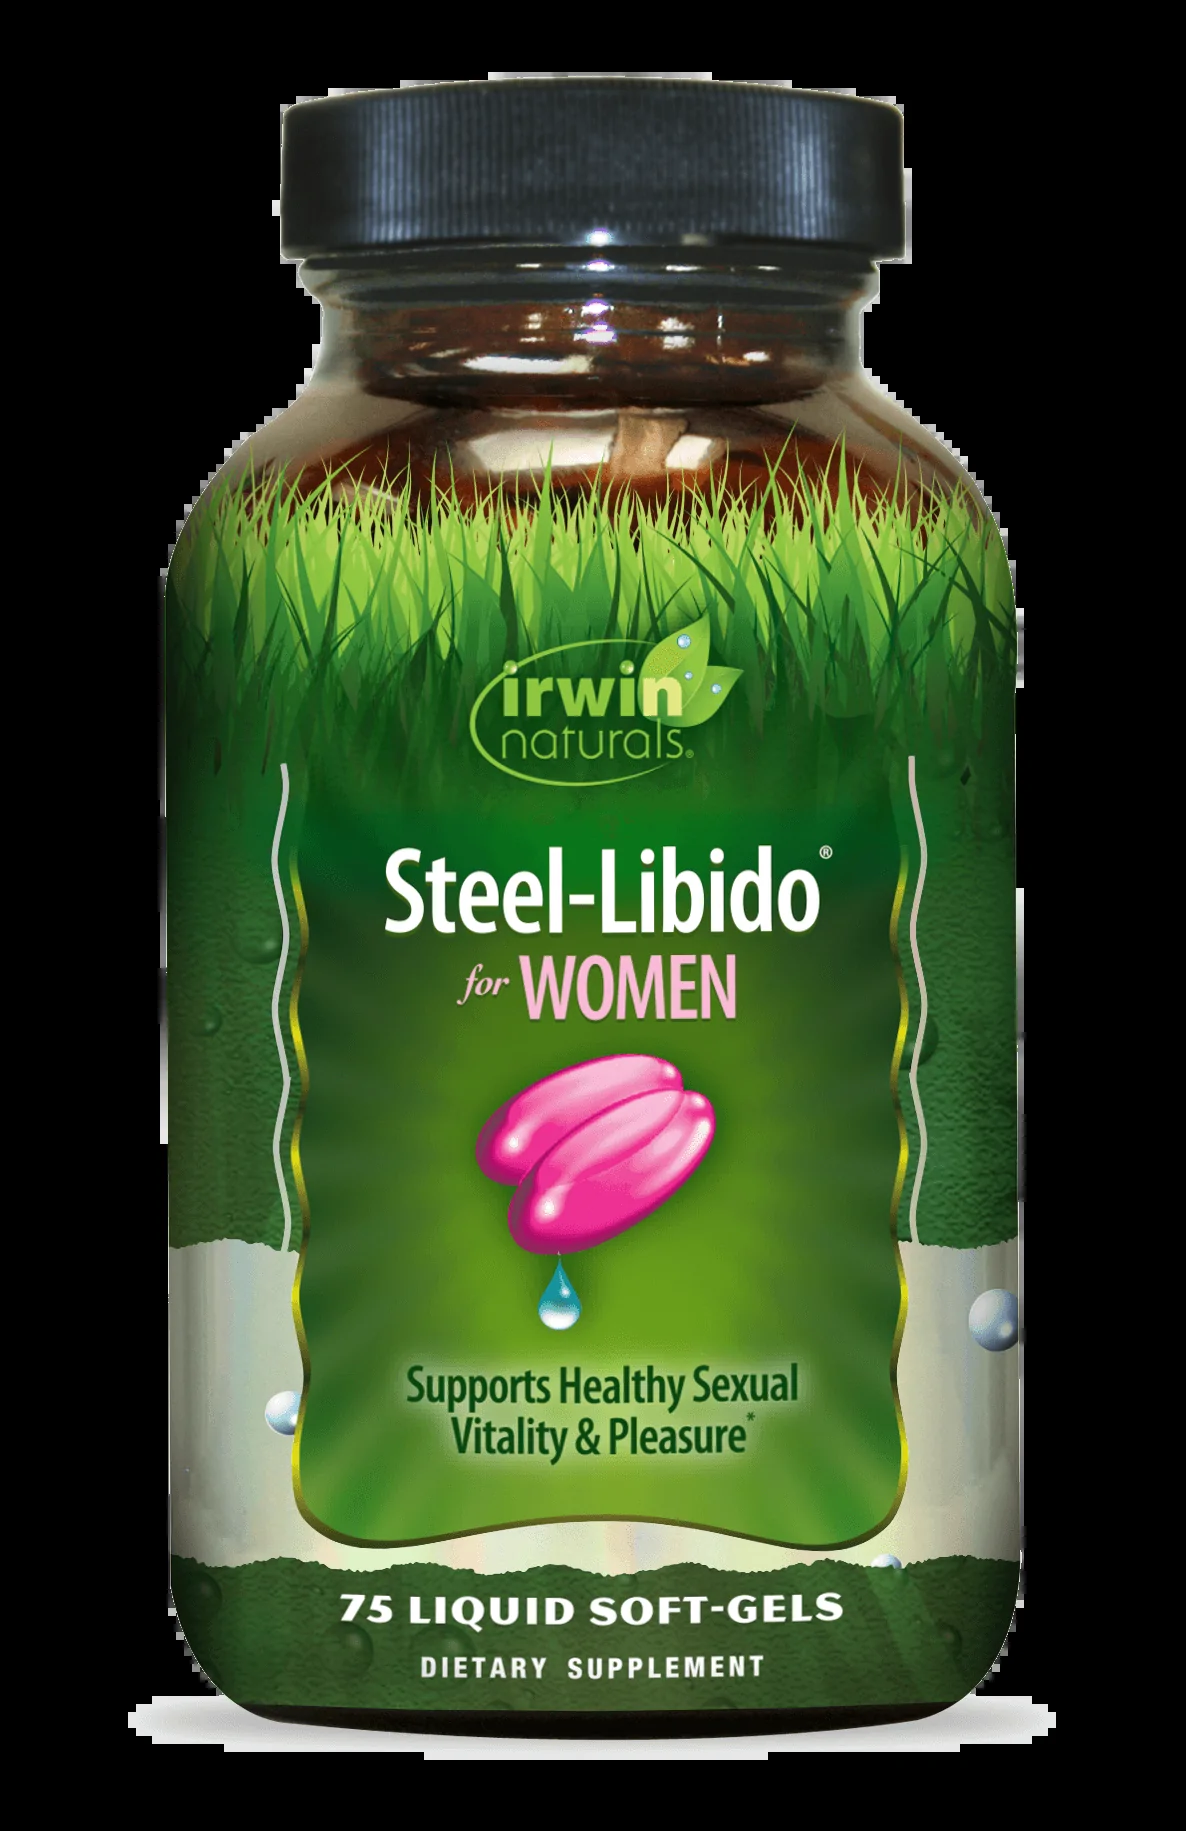 irwin
naturals®
Steel-Libido®
for WOMEN
Supports Healthy Sexual
Vitality & Pleasure*
75 LIQUID SOFT-GELS
DIETARY SUPPLEMENT